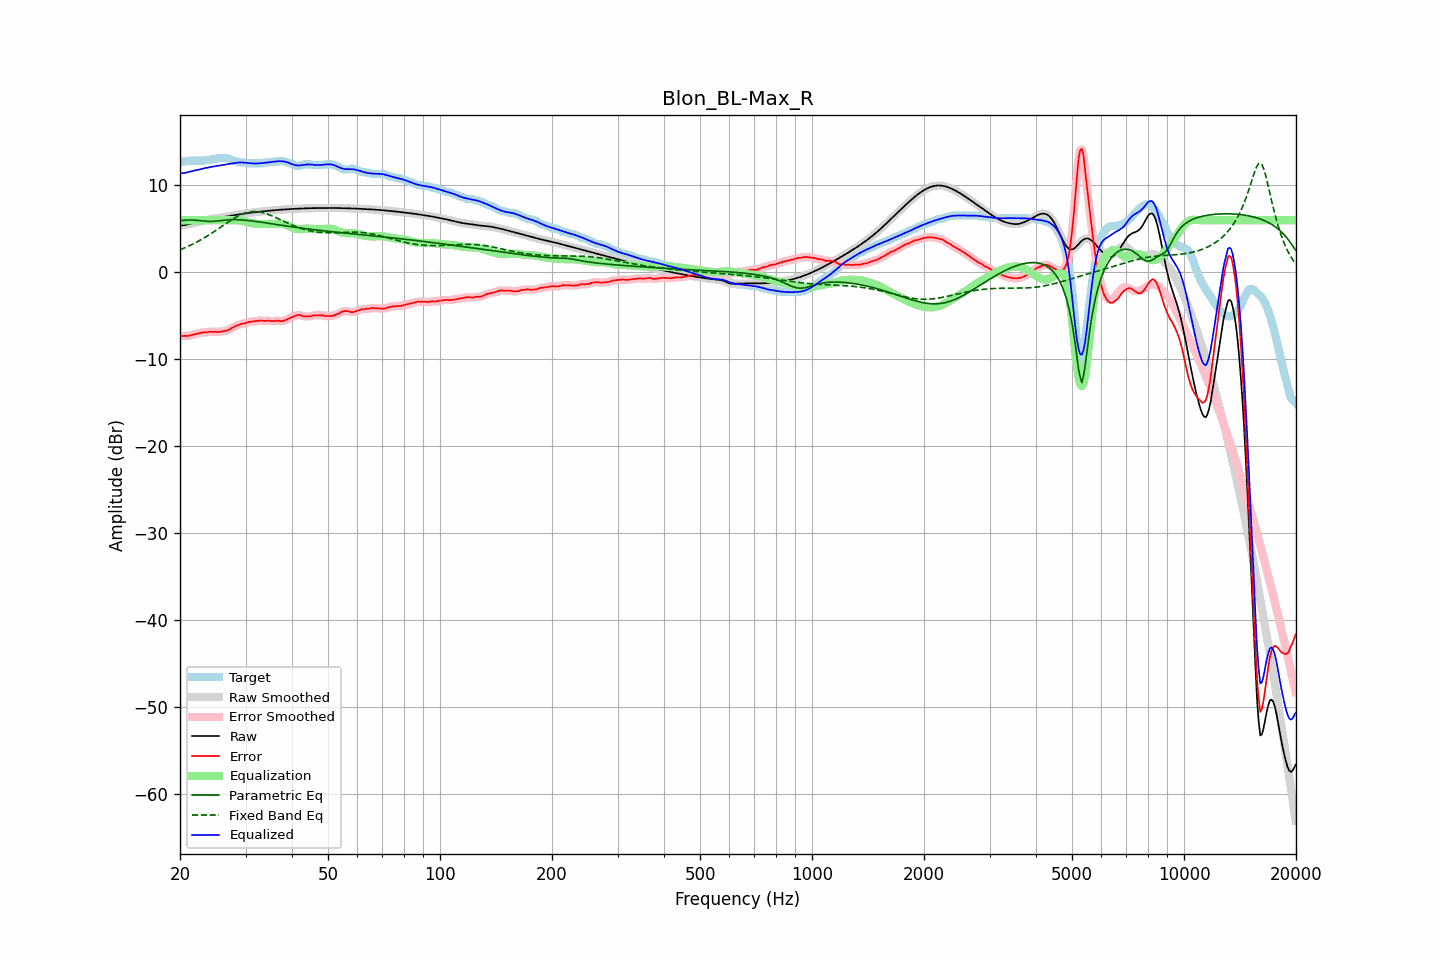 Blon_BL-Max_R
Amplitude (dBr)
10
0
−10
−20
−30
−40
−50
−60
Target
Raw Smoothed
Error Smoothed
Raw
Error
Equalization
Parametric Eq
Fixed Band Eq
Equalized
20 50 100 200 500 1000 2000 5000 10000 20000
Frequency (Hz)